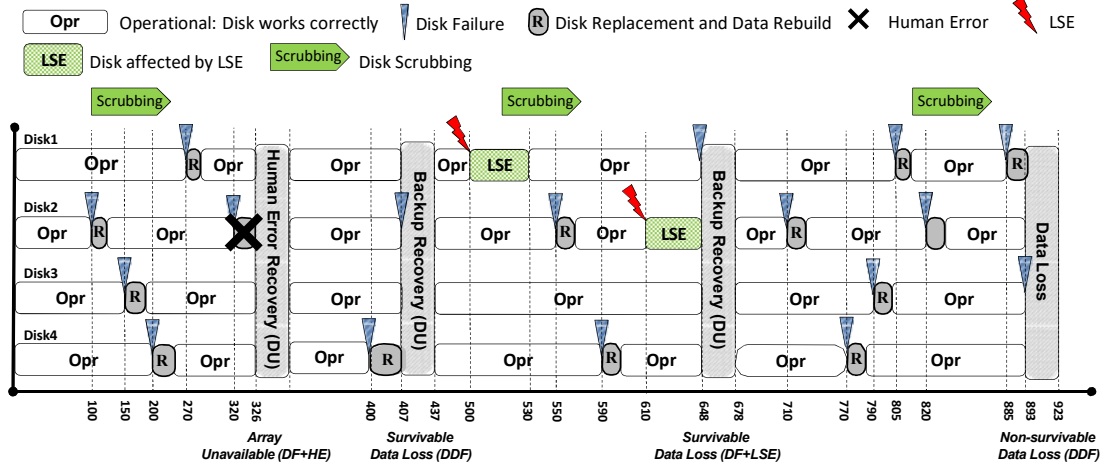 Opr Operational: Disk works correctly Disk Failure R Disk Replacement and Data Rebuild Human Error LSE
LSE Disk affected by LSE Scrubbing Disk Scrubbing
Scrubbing Scrubbing Scrubbing
Disk1
Opr R Opr Opr Opr LSE Opr Opr R Opr R
Disk2
Opr R Opr R Opr Opr R Opr LSE Opr R Opr Opr
Disk3
Opr R Opr Opr Opr Opr R Opr
Disk4
Opr R Opr Opr R Opr R Opr Opr R Opr
Human Error Recovery (DU)
Backup Recovery (DU)
Backup Recovery (DU)
Data Loss
100 150 200 270 320 326 400 407 437 500 530 550 590 610 648 678 710 770 790 805 820 885 893 923
Array Survivable Survivable Non-survivable
Unavailable (DF+HE) Data Loss (DDF) Data Loss (DF+LSE) Data Loss (DDF)